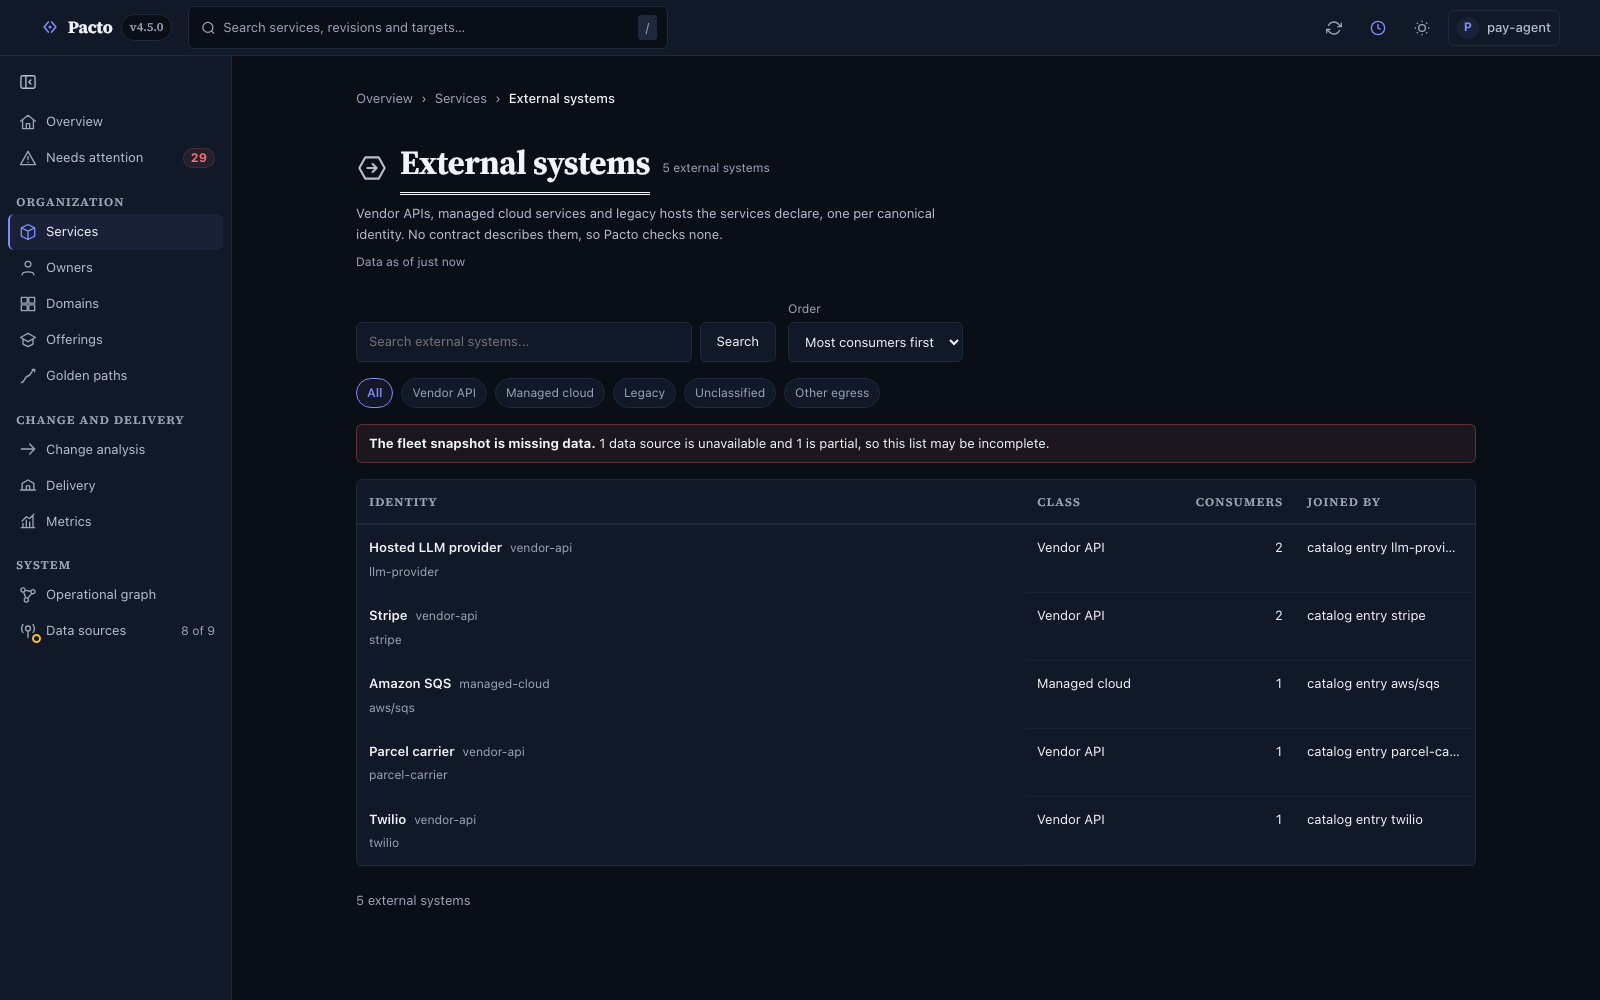 Pacto v4.5.0
Search services, revisions and targets...
/
P pay-agent
Overview
Needs attention 29
ORGANIZATION
Services
Owners
Domains
Offerings
Golden paths
CHANGE AND DELIVERY
Change analysis
Delivery
Metrics
SYSTEM
Operational graph
Data sources 8 of 9
Overview › Services › External systems
External systems 5 external systems
Vendor APIs, managed cloud services and legacy hosts the services declare, one per canonical
identity. No contract describes them, so Pacto checks none.
Data as of just now
Order
Search external systems... Search Most consumers first
All Vendor API Managed cloud Legacy Unclassified Other egress
The fleet snapshot is missing data. 1 data source is unavailable and 1 is partial, so this list may be incomplete.
IDENTITY CLASS CONSUMERS JOINED BY
Hosted LLM provider vendor-api Vendor API 2 catalog entry llm-provi...
llm-provider
Stripe vendor-api Vendor API 2 catalog entry stripe
stripe
Amazon SQS managed-cloud Managed cloud 1 catalog entry aws/sqs
aws/sqs
Parcel carrier vendor-api Vendor API 1 catalog entry parcel-ca...
parcel-carrier
Twilio vendor-api Vendor API 1 catalog entry twilio
twilio
5 external systems